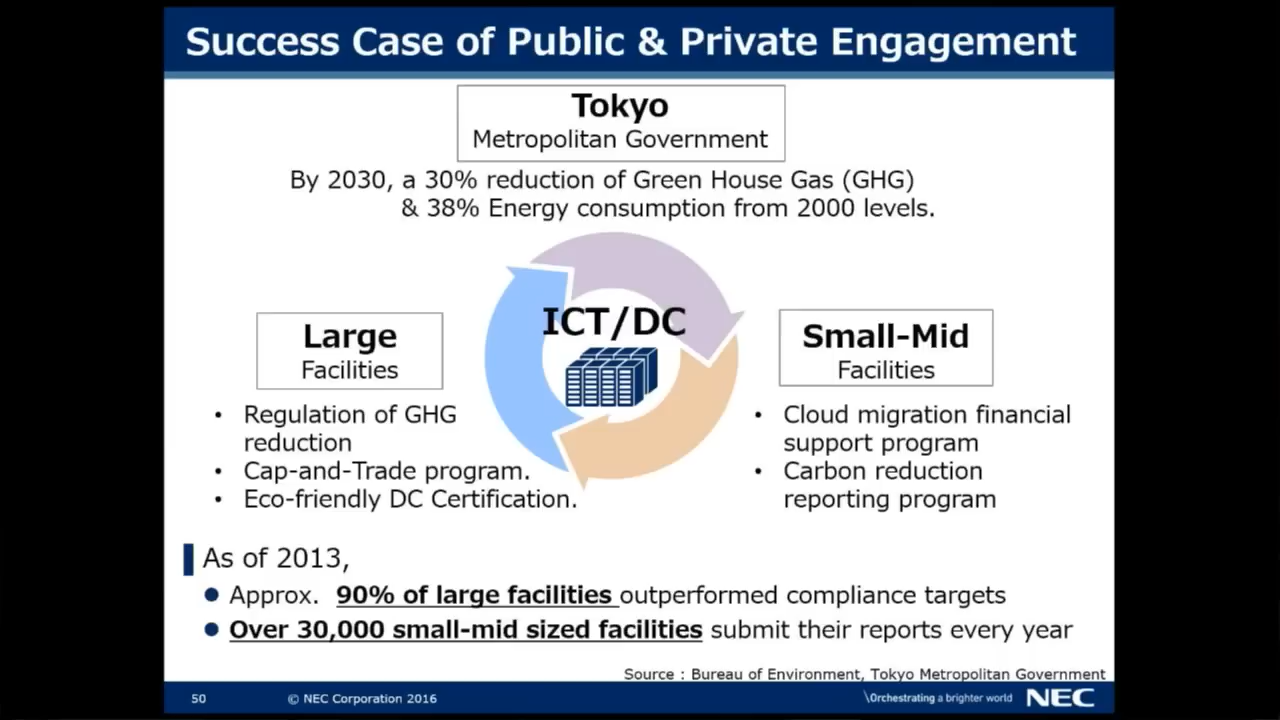 Success Case of Public & Private Engagement
Tokyo
Metropolitan Government
By 2030, a 30% reduction of Green House Gas (GHG)
& 38% Energy consumption from 2000 levels.
ICT/DC
Large
Facilities
• Regulation of GHG
reduction
• Cap-and-Trade program.
• Eco-friendly DC Certification.
Small-Mid
Facilities
• Cloud migration financial
support program
• Carbon reduction
reporting program
As of 2013,
● Approx. 90% of large facilities outperformed compliance targets
● Over 30,000 small-mid sized facilities submit their reports every year
Source : Bureau of Environment, Tokyo Metropolitan Government
50 © NEC Corporation 2016 \Orchestrating a brighter world NEC